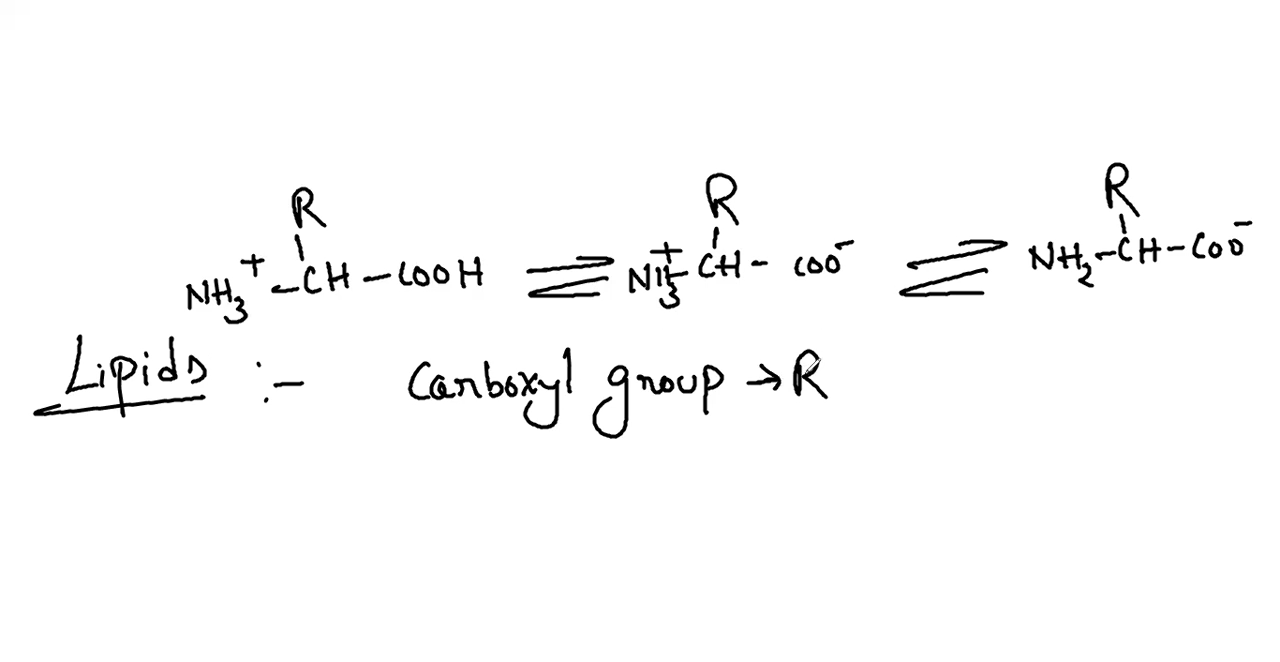 R R R
NH₃⁺ – CH – COOH ⇌ NH₃⁺ – CH – COO⁻ ⇌ NH₂ – CH – COO⁻
Lipids :- Carboxyl group → R